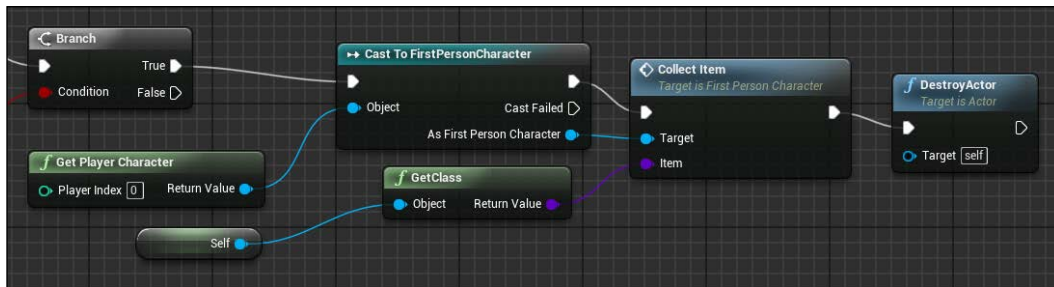 Branch
True
Condition
False
Get Player Character
Player Index 0
Return Value
Self
Cast To FirstPersonCharacter
Object
Cast Failed
As First Person Character
GetClass
Object
Return Value
Collect Item
Target is First Person Character
Target
Item
DestroyActor
Target is Actor
Target self